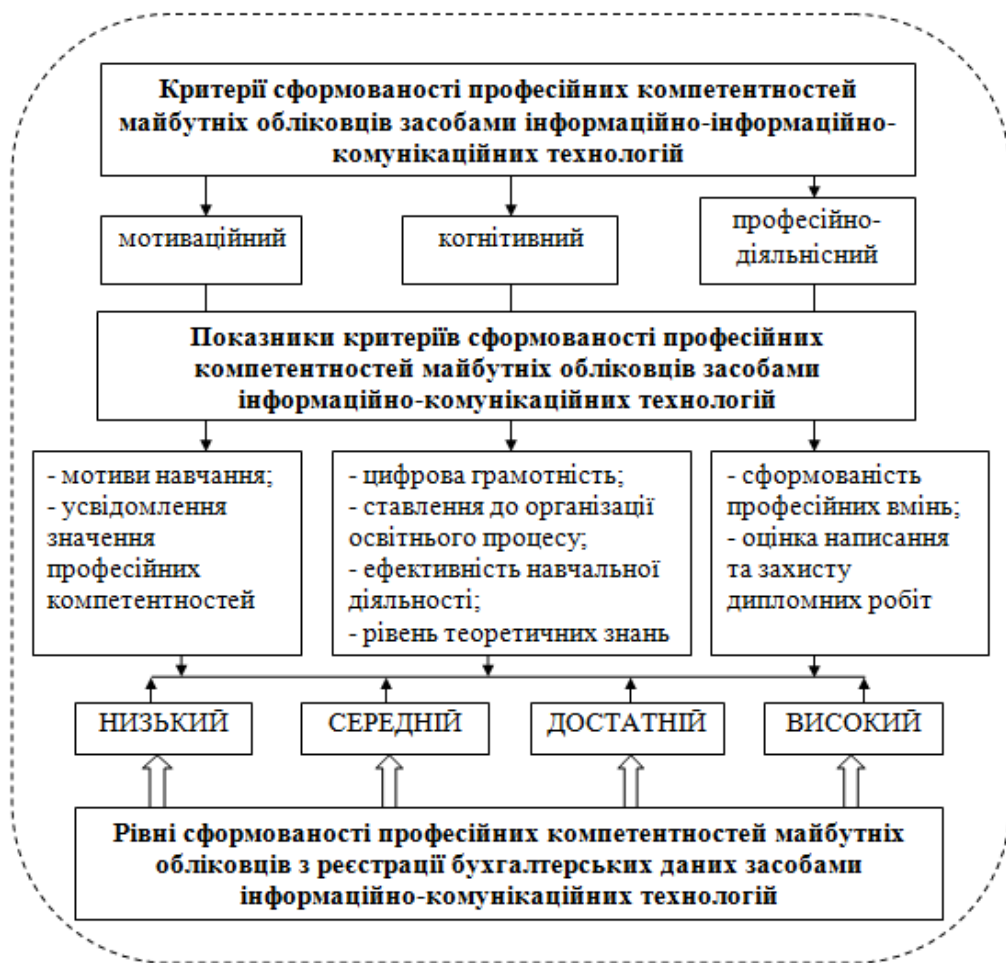 Критерії сформованості професійних компетентностей
майбутніх обліковців засобами інформаційно-інформаційно-
комунікаційних технологій
мотиваційний
когнітивний
професійно-
діяльнісний
Показники критеріїв сформованості професійних
компетентностей майбутніх обліковців засобами
інформаційно-комунікаційних технологій
- мотиви навчання;
- усвідомлення
значення
професійних
компетентностей
- цифрова грамотність;
- ставлення до організації
освітнього процесу;
- ефективність навчальної
діяльності;
- рівень теоретичних знань
- сформованість
професійних вмінь;
- оцінка написання
та захисту
дипломних робіт
НИЗЬКИЙ
СЕРЕДНІЙ
ДОСТАТНІЙ
ВИСОКИЙ
Рівні сформованості професійних компетентностей майбутніх
обліковців з реєстрації бухгалтерських даних засобами
інформаційно-комунікаційних технологій